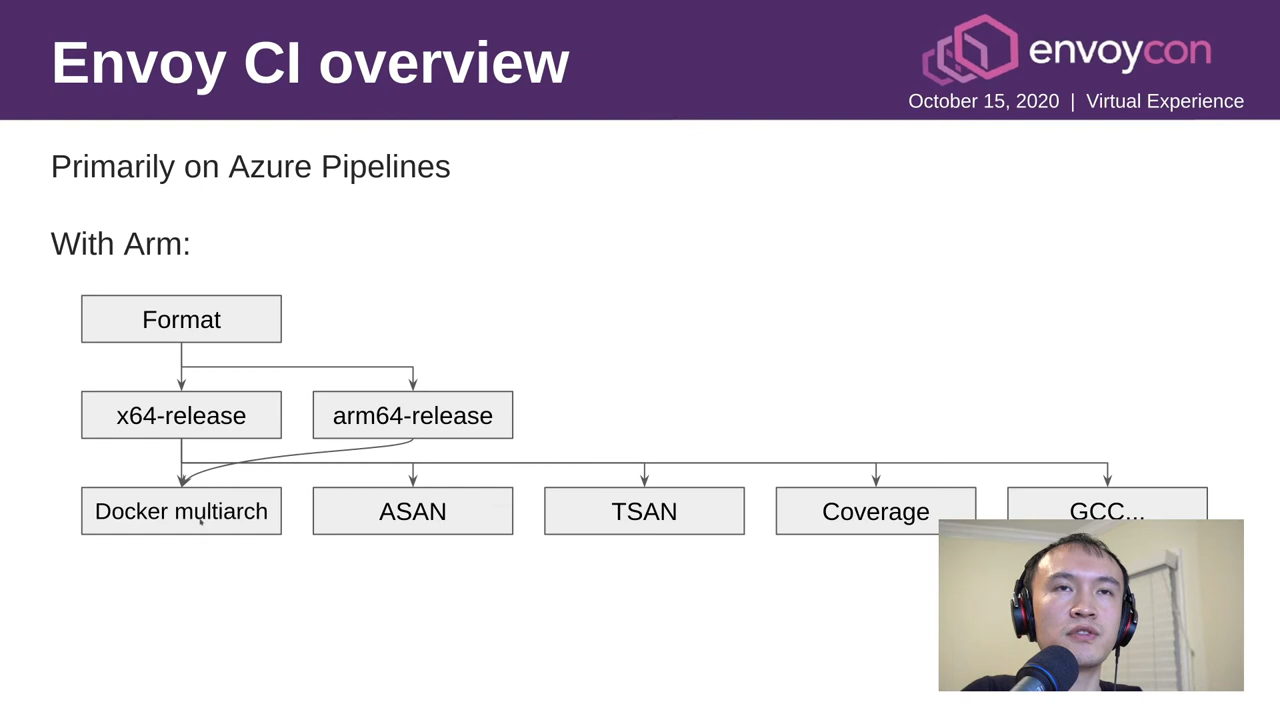 Envoy CI overview
envoycon
October 15, 2020 | Virtual Experience
Primarily on Azure Pipelines
With Arm:
Format
x64-release
arm64-release
Docker multiarch
ASAN
TSAN
Coverage
GCC...